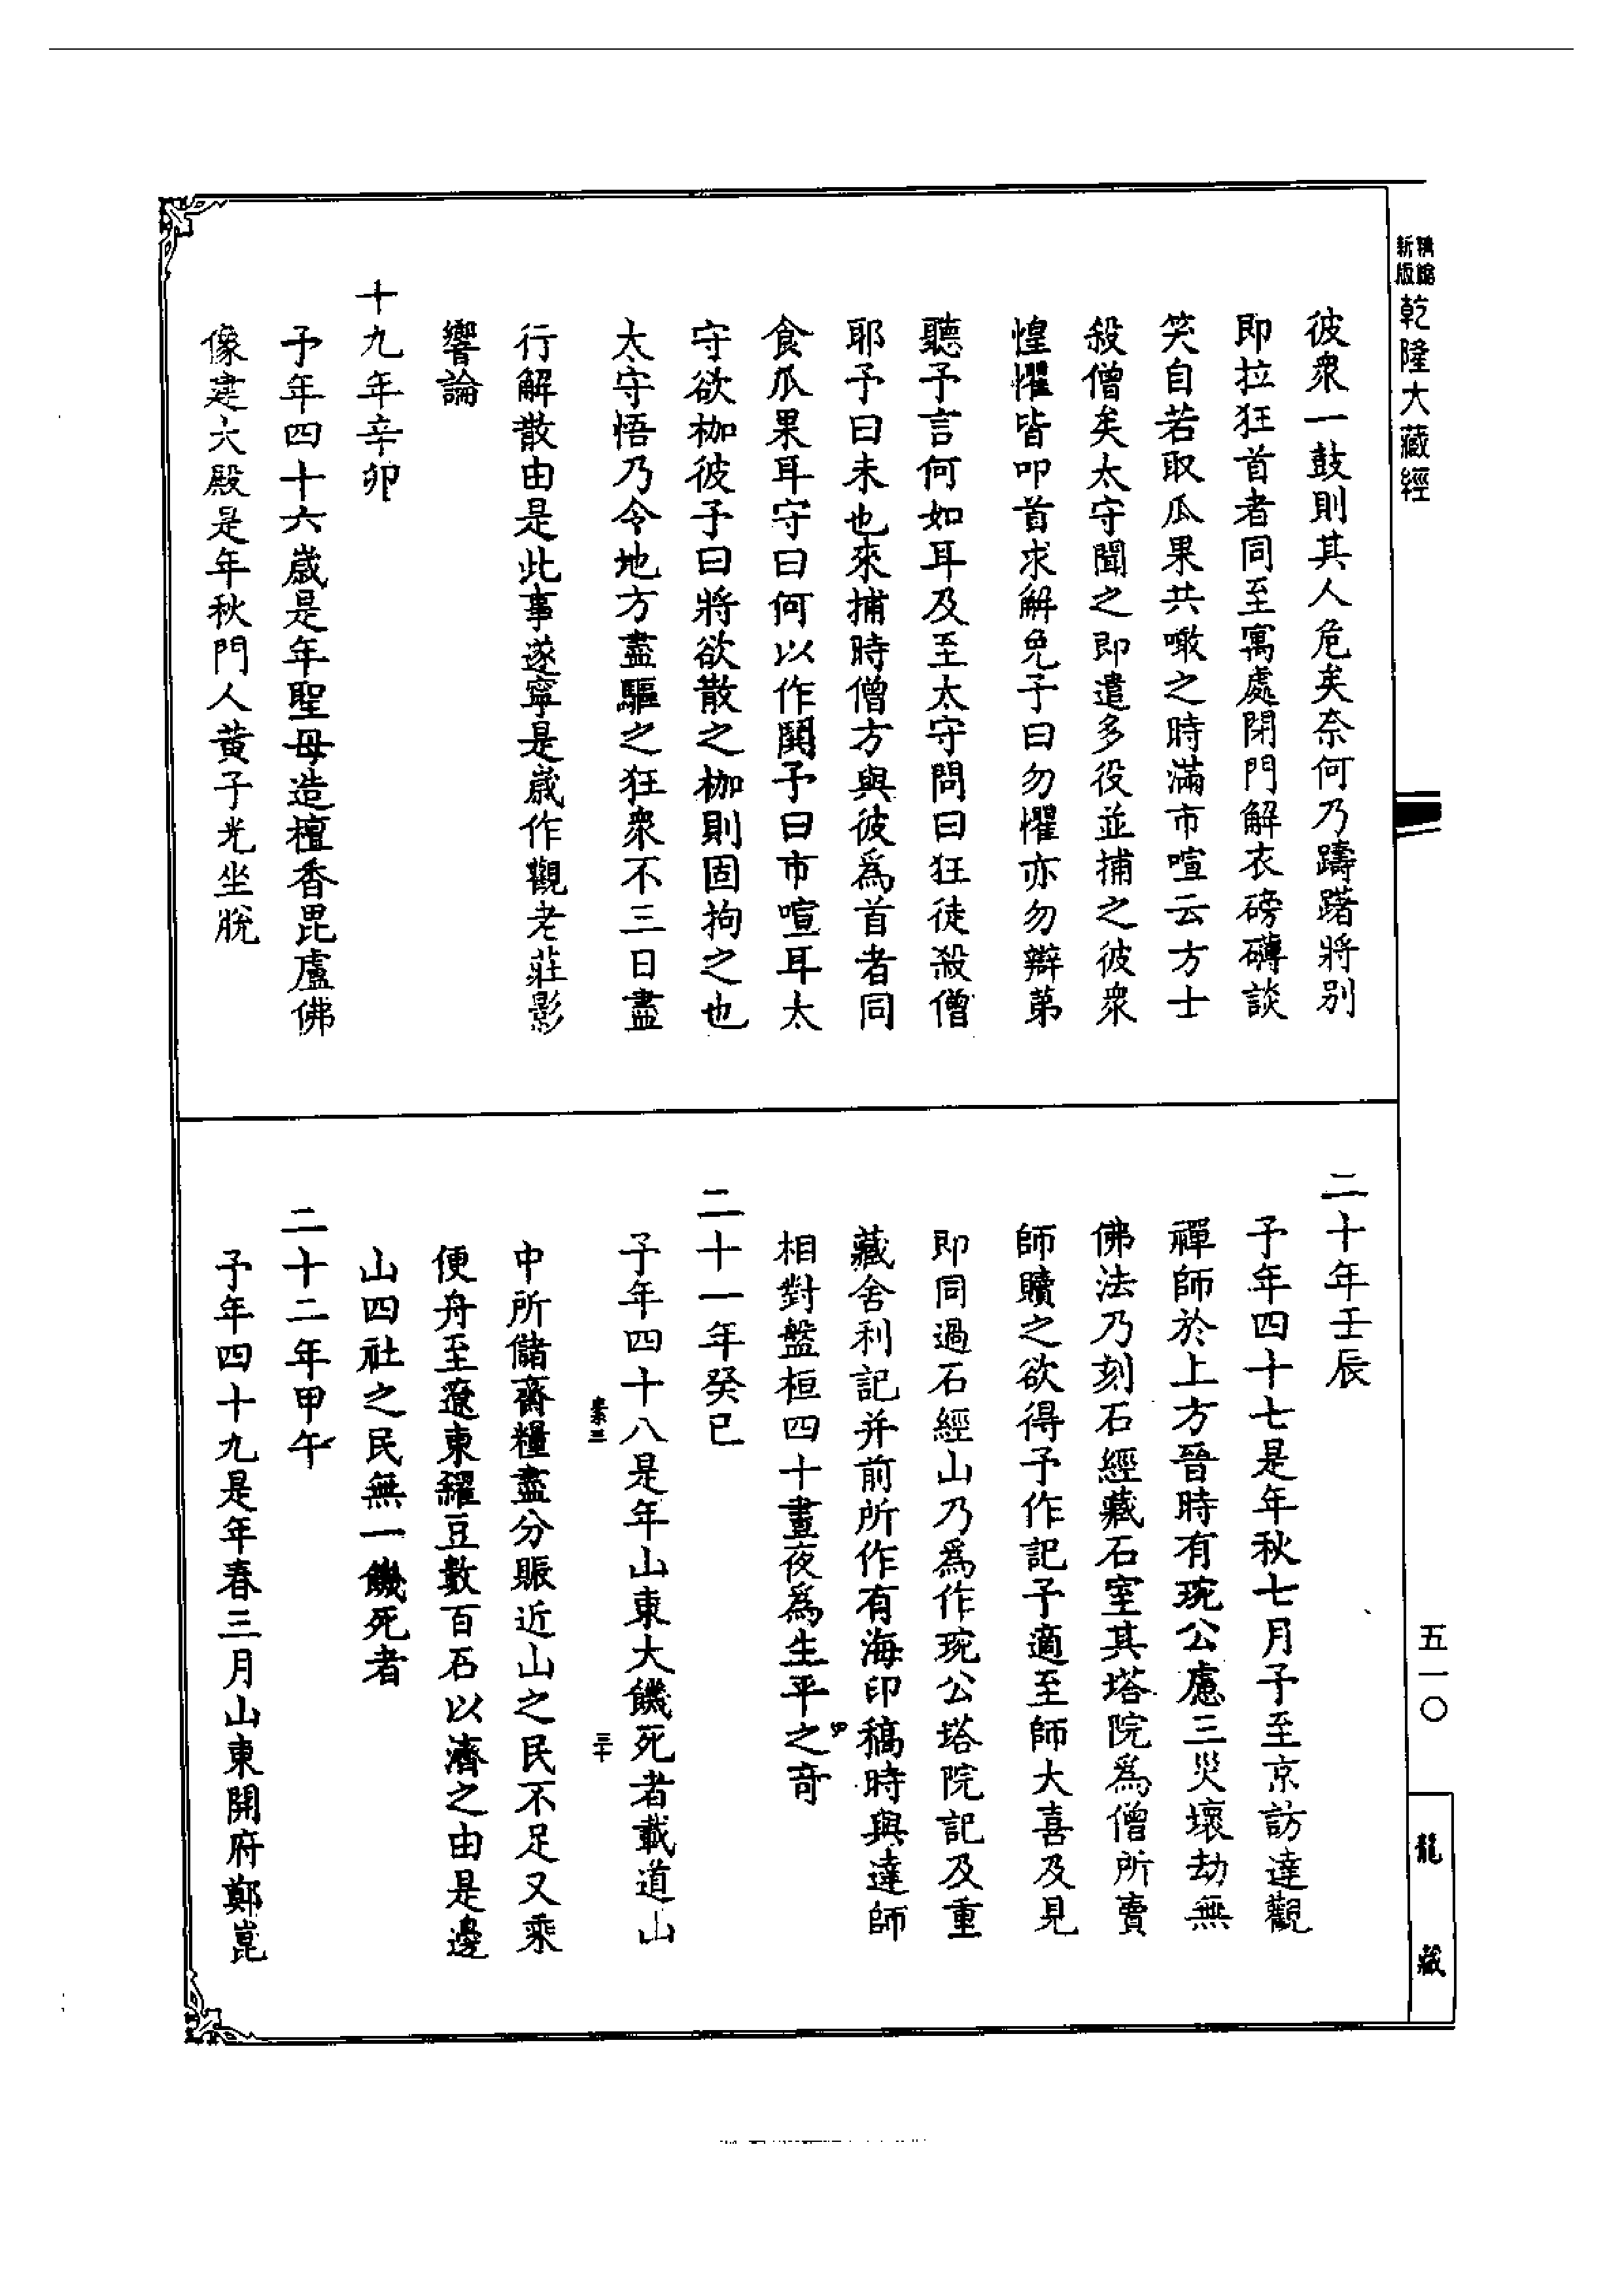 新編
縮版
乾隆大藏經
彼衆一鼓則其人危矣奈何乃躊躇將别
即拉狂首者同至寓處閉門解衣磅礴談
笑自若取瓜果共噉之時滿市喧云方士
殺僧矣太守聞之即遣多役並捕之彼衆
惶懼皆叩首求解免予曰勿懼亦勿辯第
聽予言何如耳及至太守問曰狂徒殺僧
耶予曰未也來捕時僧方與彼爲首者同
食瓜果耳守曰何以作鬨予曰市喧耳太
守欲枷彼予曰將欲散之枷則固拘之也
太守悟乃令地方盡驅之狂衆不三日盡
行解散由是此事遂寧是歲作觀老莊影
響論
十九年辛卯
予年四十六歲是年聖母造檀香毘盧佛
像建大殿是年秋門人黃子光坐脫
二十年壬辰
予年四十七是年秋七月予至京訪達觀
禪師於上方晉時有琬公慮三災壞劫無
佛法乃刻石經藏石室其塔院爲僧所賣
師贖之欲得予作記予適至師大喜及見
即同過石經山乃爲作琬公塔院記及重
藏舍利記并前所作有海印稿時與達師
相對盤桓四十晝夜爲生平之奇
二十一年癸巳
予年四十八是年山東大饑死者載道山
中所儲齋糧盡分賑近山之民不足又乘
便舟至遼東糴豆數百石以濟之由是邊
山四社之民無一饑死者
二十二年甲午
予年四十九是年春三月山東開府鄭崑
三十
五一〇
龍藏